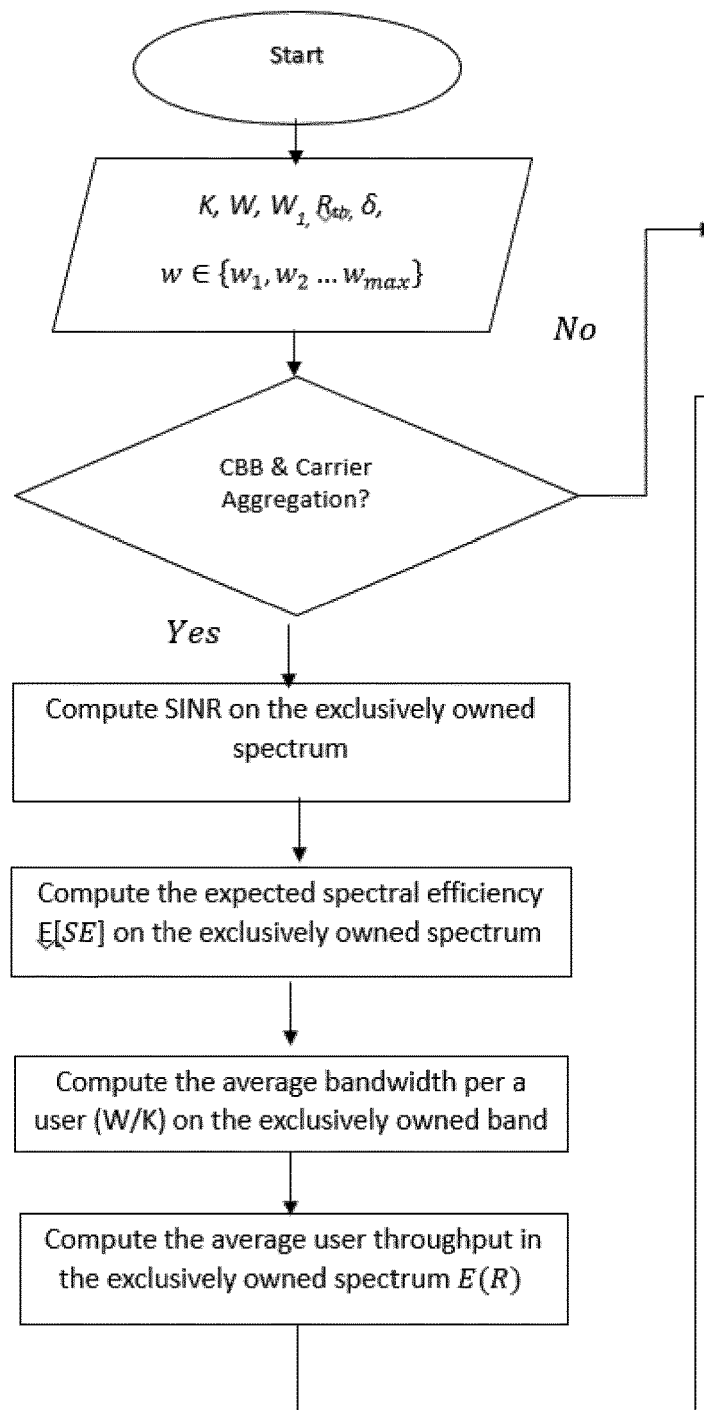 Start
K, W, W₁, Rₜₕ, δ,
w ∈ {w₁, w₂ … wₘₐₓ}
No
CBB & Carrier
Aggregation?
Yes
Compute SINR on the exclusively owned
spectrum
Compute the expected spectral efficiency
E[SE] on the exclusively owned spectrum
Compute the average bandwidth per a
user (W/K) on the exclusively owned band
Compute the average user throughput in
the exclusively owned spectrum E(R)